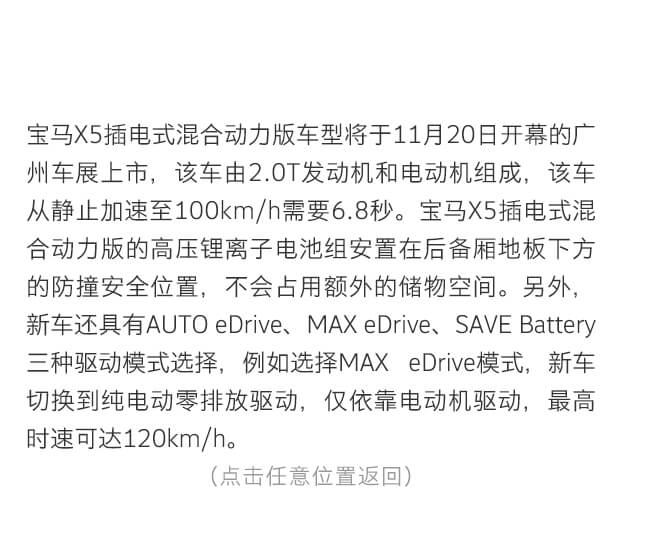 宝马X5插电式混合动力版车型将于11月20日开幕的广
州车展上市，该车由2.0T发动机和电动机组成，该车
从静止加速至100km/h需要6.8秒。宝马X5插电式混
合动力版的高压锂离子电池组安置在后备厢地板下方
的防撞安全位置，不会占用额外的储物空间。另外，
新车还具有AUTO eDrive、MAX eDrive、SAVE Battery
三种驱动模式选择，例如选择MAX eDrive模式，新车
切换到纯电动零排放驱动，仅依靠电动机驱动，最高
时速可达120km/h。
（点击任意位置返回）